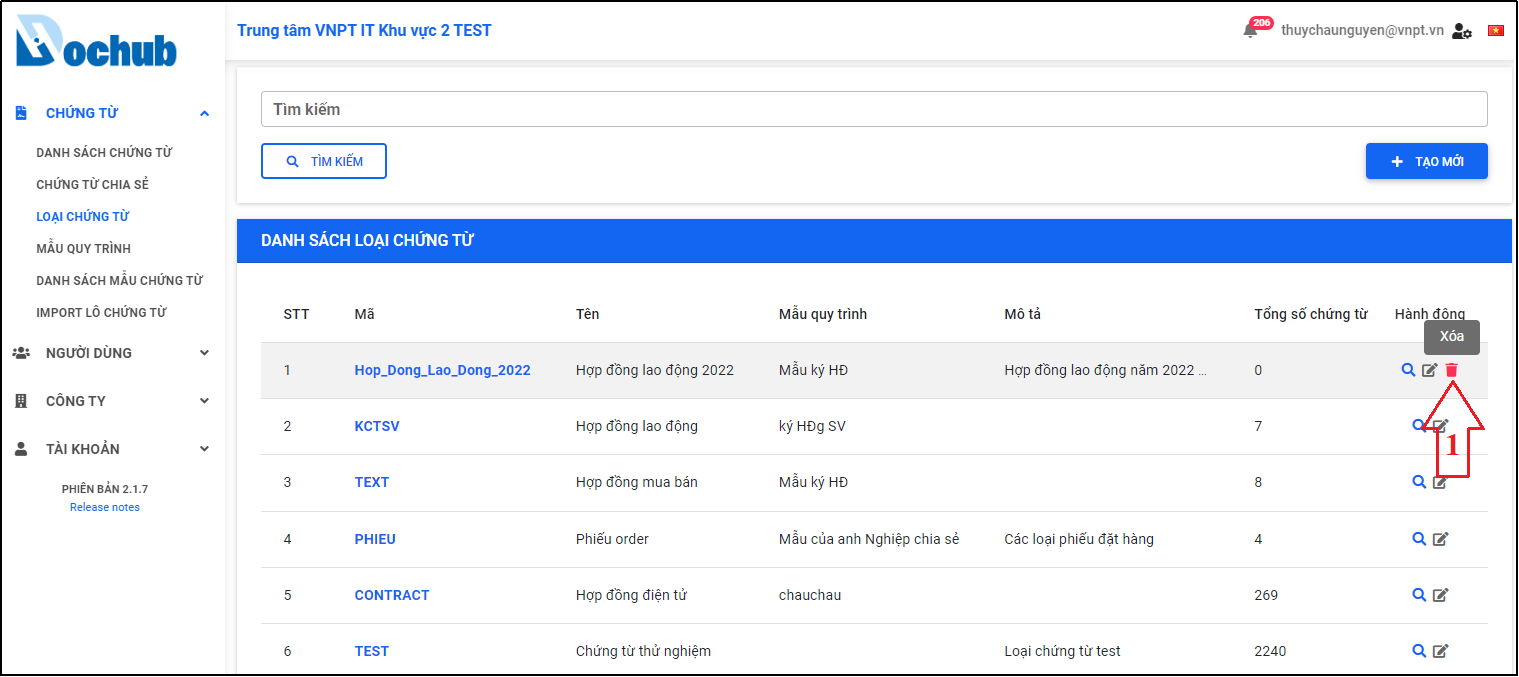 Dochub
Trung tâm VNPT IT Khu vực 2 TEST
206
thuychaunguyen@vnpt.vn
CHỨNG TỪ
DANH SÁCH CHỨNG TỪ
CHỨNG TỪ CHIA SẺ
LOẠI CHỨNG TỪ
MẪU QUY TRÌNH
DANH SÁCH MẪU CHỨNG TỪ
IMPORT LÔ CHỨNG TỪ
NGƯỜI DÙNG
CÔNG TY
TÀI KHOẢN
PHIÊN BẢN 2.1.7
Release notes
Tìm kiếm
TÌM KIẾM
TẠO MỚI
DANH SÁCH LOẠI CHỨNG TỪ
STT Mã Tên Mẫu quy trình Mô tả Tổng số chứng từ Hành động
Xóa
1 Hop_Dong_Lao_Dong_2022 Hợp đồng lao động 2022 Mẫu ký HĐ Hợp đồng lao động năm 2022 ... 0
2 KCTSV Hợp đồng lao động ký HĐg SV 7
1
3 TEXT Hợp đồng mua bán Mẫu ký HĐ 8
4 PHIEU Phiếu order Mẫu của anh Nghiệp chia sẻ Các loại phiếu đặt hàng 4
5 CONTRACT Hợp đồng điện tử chauchau 269
6 TEST Chứng từ thử nghiệm Loại chứng từ test 2240